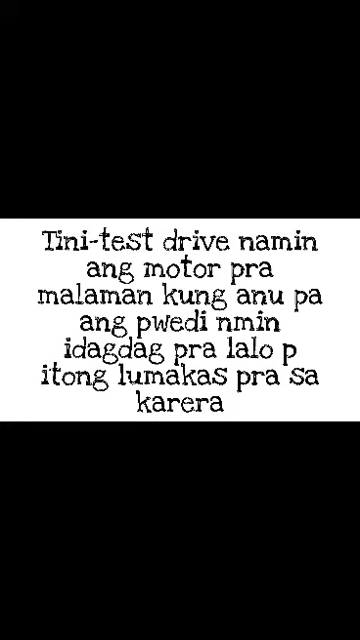 Tini-test drive namin
ang motor pra
malaman kung anu pa
ang pwedi nmin
idagdag pra lalo p
itong lumakas pra sa
karera